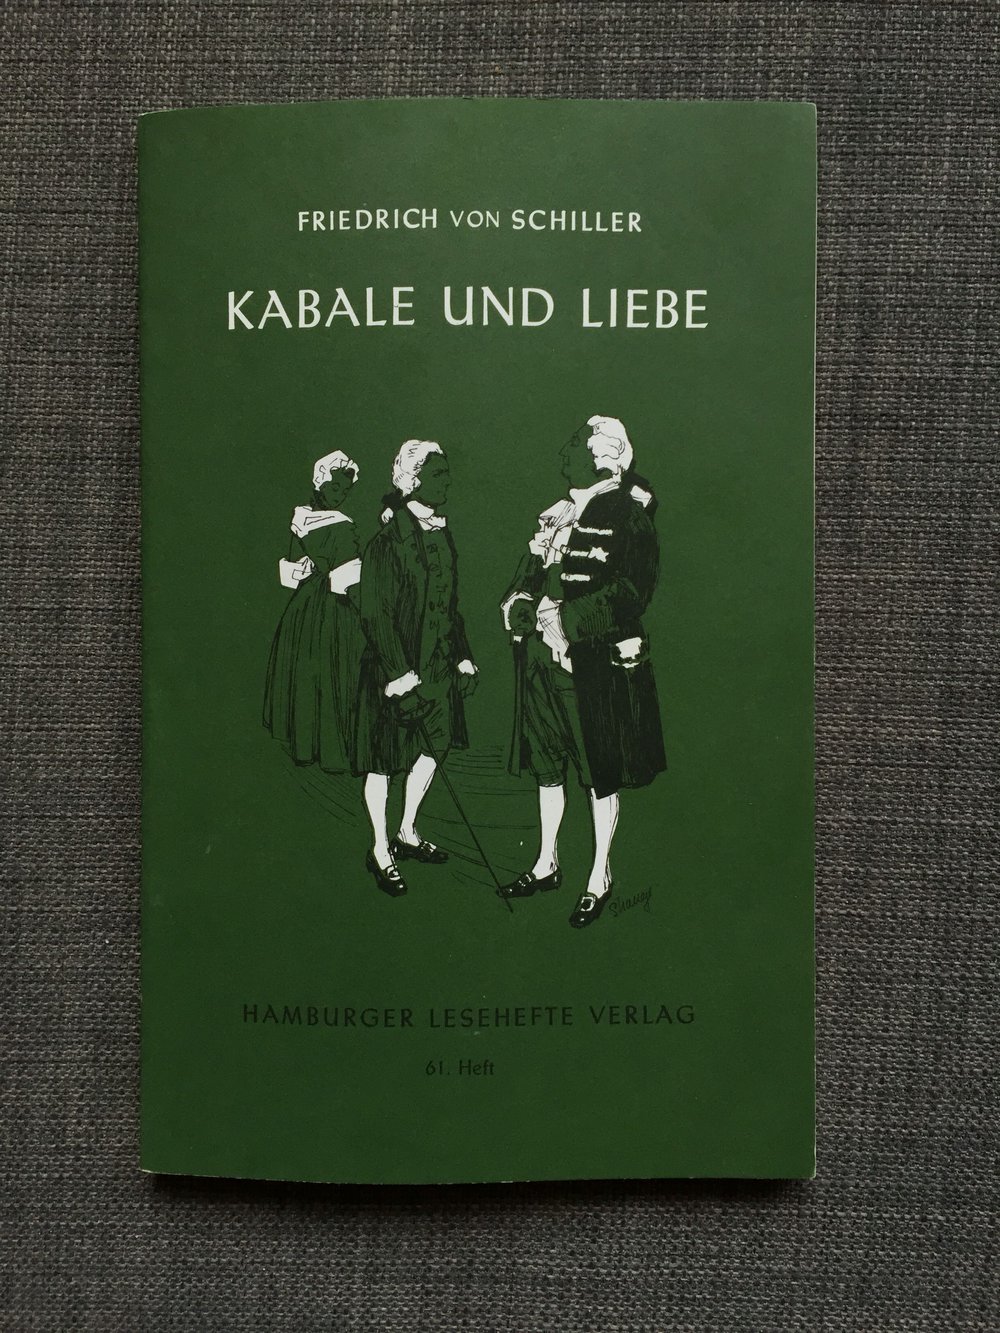 FRIEDRICH VON SCHILLER
KABALE UND LIEBE
HAMBURGER LESEHEFTE VERLAG
61. Heft